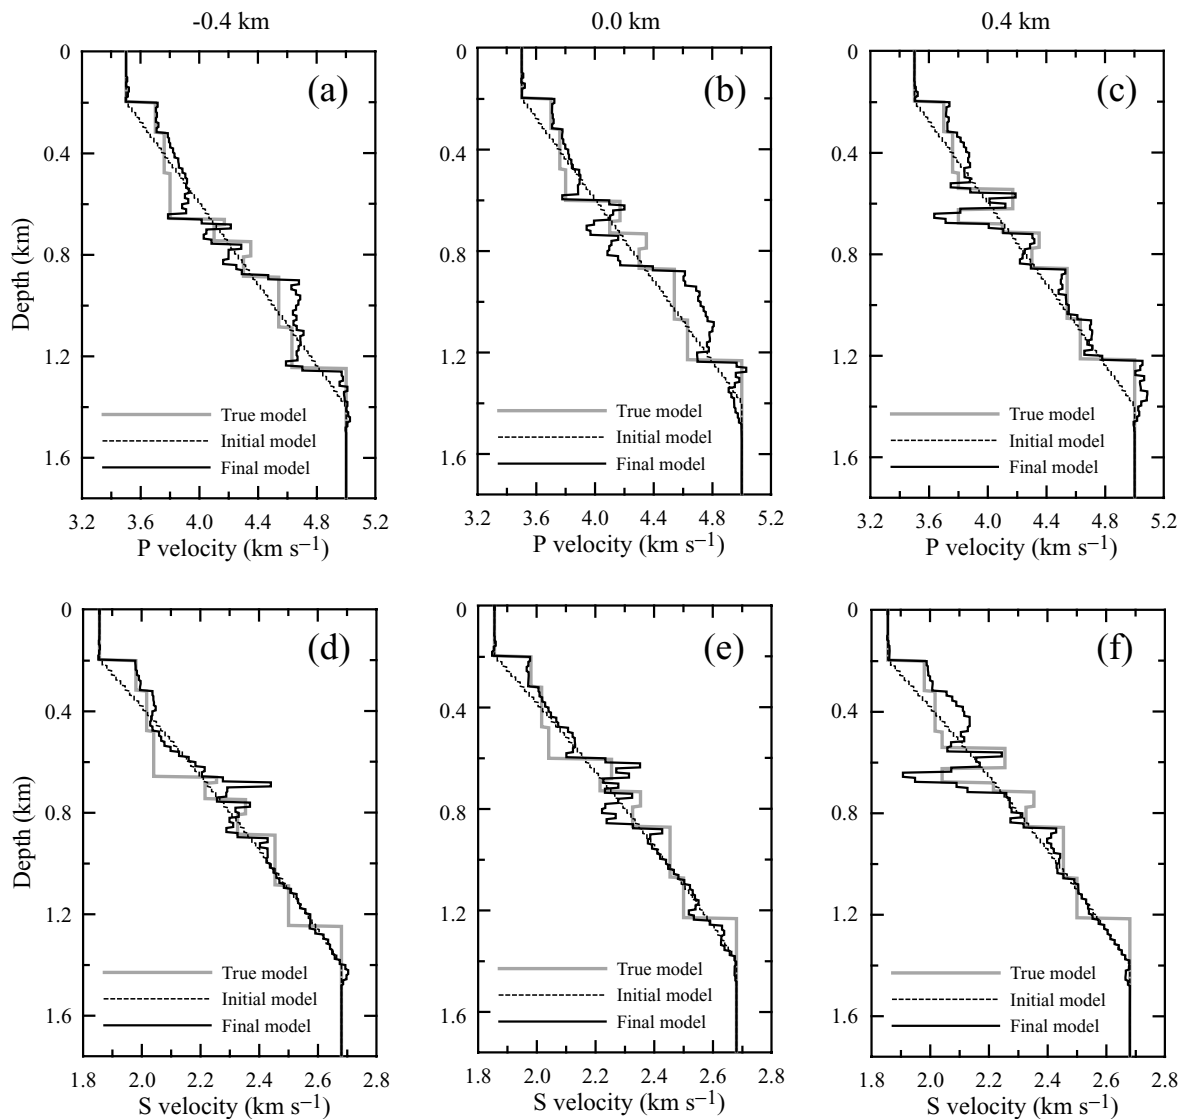 -0.4 km
0.0 km
0.4 km
(a)
0
0.4
0.8
1.2
1.6
Depth (km)
True model
Initial model
Final model
3.2 3.6 4.0 4.4 4.8 5.2
P velocity (km s⁻¹)
(b)
0
0.4
0.8
1.2
1.6
True model
Initial model
Final model
3.2 3.6 4.0 4.4 4.8 5.2
P velocity (km s⁻¹)
(c)
0
0.4
0.8
1.2
1.6
True model
Initial model
Final model
3.2 3.6 4.0 4.4 4.8 5.2
P velocity (km s⁻¹)
(d)
0
0.4
0.8
1.2
1.6
Depth (km)
True model
Initial model
Final model
1.8 2.0 2.2 2.4 2.6 2.8
S velocity (km s⁻¹)
(e)
0
0.4
0.8
1.2
1.6
True model
Initial model
Final model
1.8 2.0 2.2 2.4 2.6 2.8
S velocity (km s⁻¹)
(f)
0
0.4
0.8
1.2
1.6
True model
Initial model
Final model
1.8 2.0 2.2 2.4 2.6 2.8
S velocity (km s⁻¹)